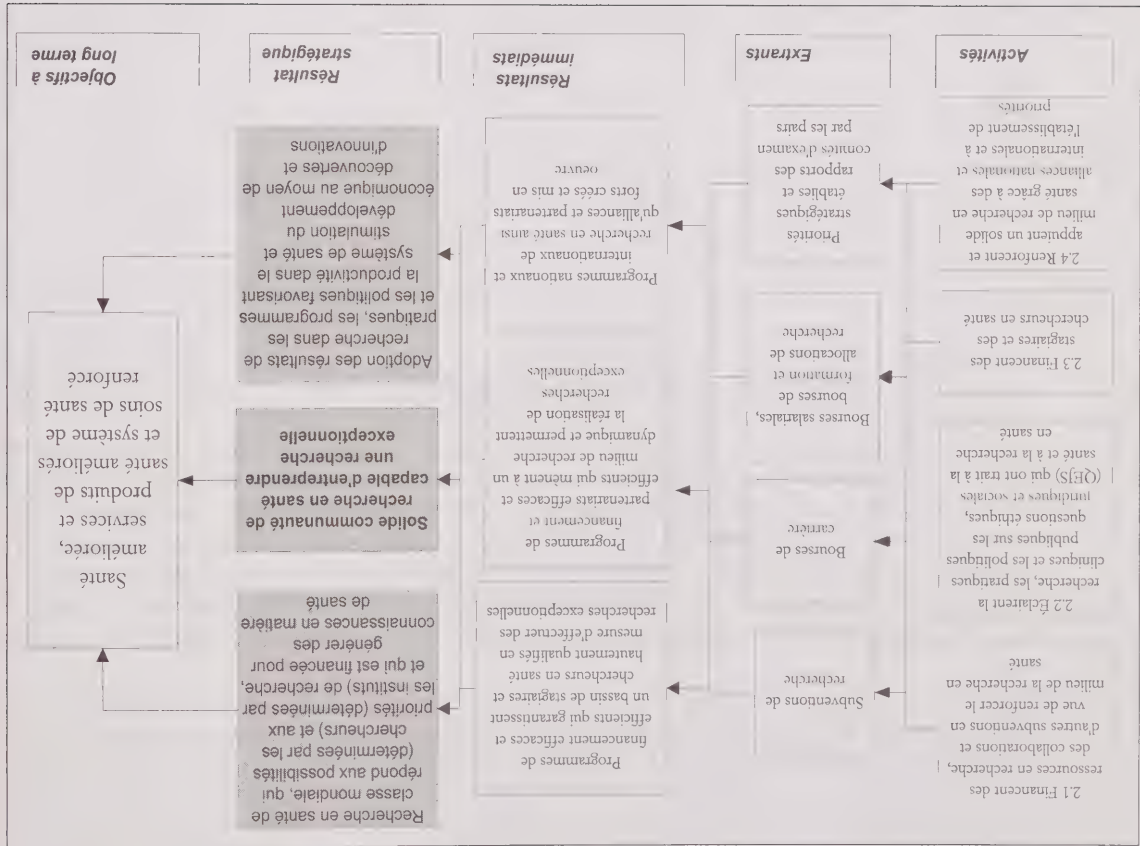 2.1 Financent des
ressources en recherche,
des collaborations et
d'autres subventions en
vue de renforcer le
milieu de la recherche en
santé
2.2 Éclairent la
recherche, les pratiques
cliniques et les politiques
publiques sur les
questions éthiques,
juridiques et sociales
(QEJS) qui ont trait à la
santé et à la recherche
en santé
2.3 Financent des
stagiaires et des
chercheurs en santé
2.4 Renforcent et
appuient un solide
milieu de recherche en
santé grâce à des
alliances nationales et
internationales et à
l'établissement de
priorités
Activités
Subventions de
recherche
Bourses de
carrière
Bourses salariales,
bourses de
formation et
allocations de
recherche
Priorités
stratégiques
établies et
rapports des
comités d'examen
par les pairs
Extrants
Programmes de
financement efficaces et
efficients qui garantissent
un bassin de stagiaires et
chercheurs en santé
hautement qualifiés en
mesure d'effectuer des
recherches exceptionnelles
Programmes de
financement et
partenariats efficaces et
efficients qui mènent à un
milieu de recherche
dynamique et permettent
la réalisation de
recherches
exceptionnelles
Programmes nationaux et
internationaux de
recherche en santé ainsi
qu'alliances et partenariats
forts créés et mis en
oeuvre
Résultats
immédiats
Recherche en santé de
classe mondiale, qui
répond aux possibilités
(déterminées par les
chercheurs) et aux
priorités (déterminées par
les instituts) de recherche,
et qui est financée pour
générer des
connaissances en matière
de santé
Solide communauté de
recherche en santé
capable d'entreprendre
une recherche
exceptionnelle
Adoption des résultats de
recherche dans les
pratiques, les programmes
et les politiques favorisant
la productivité dans le
système de santé et
stimulation du
développement
économique au moyen de
découvertes et
d'innovations
Résultat
stratégique
Santé
améliorée,
services et
produits de
santé améliorés
et système de
soins de santé
renforcé
Objectifs à
long terme